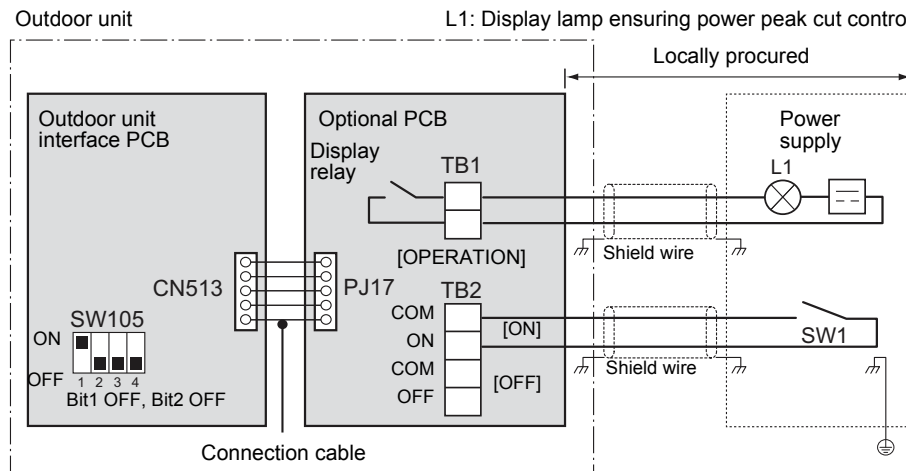 Outdoor unit
L1: Display lamp ensuring power peak cut contro
Locally procured
Outdoor unit
interface PCB
Optional PCB
Display
relay
TB1
Power
supply
L1
[OPERATION]
Shield wire
CN513
PJ17
TB2
COM
ON
COM
OFF
[ON]
[OFF]
SW1
Shield wire
SW105
ON
OFF
1 2 3 4
Bit1 OFF, Bit2 OFF
Connection cable